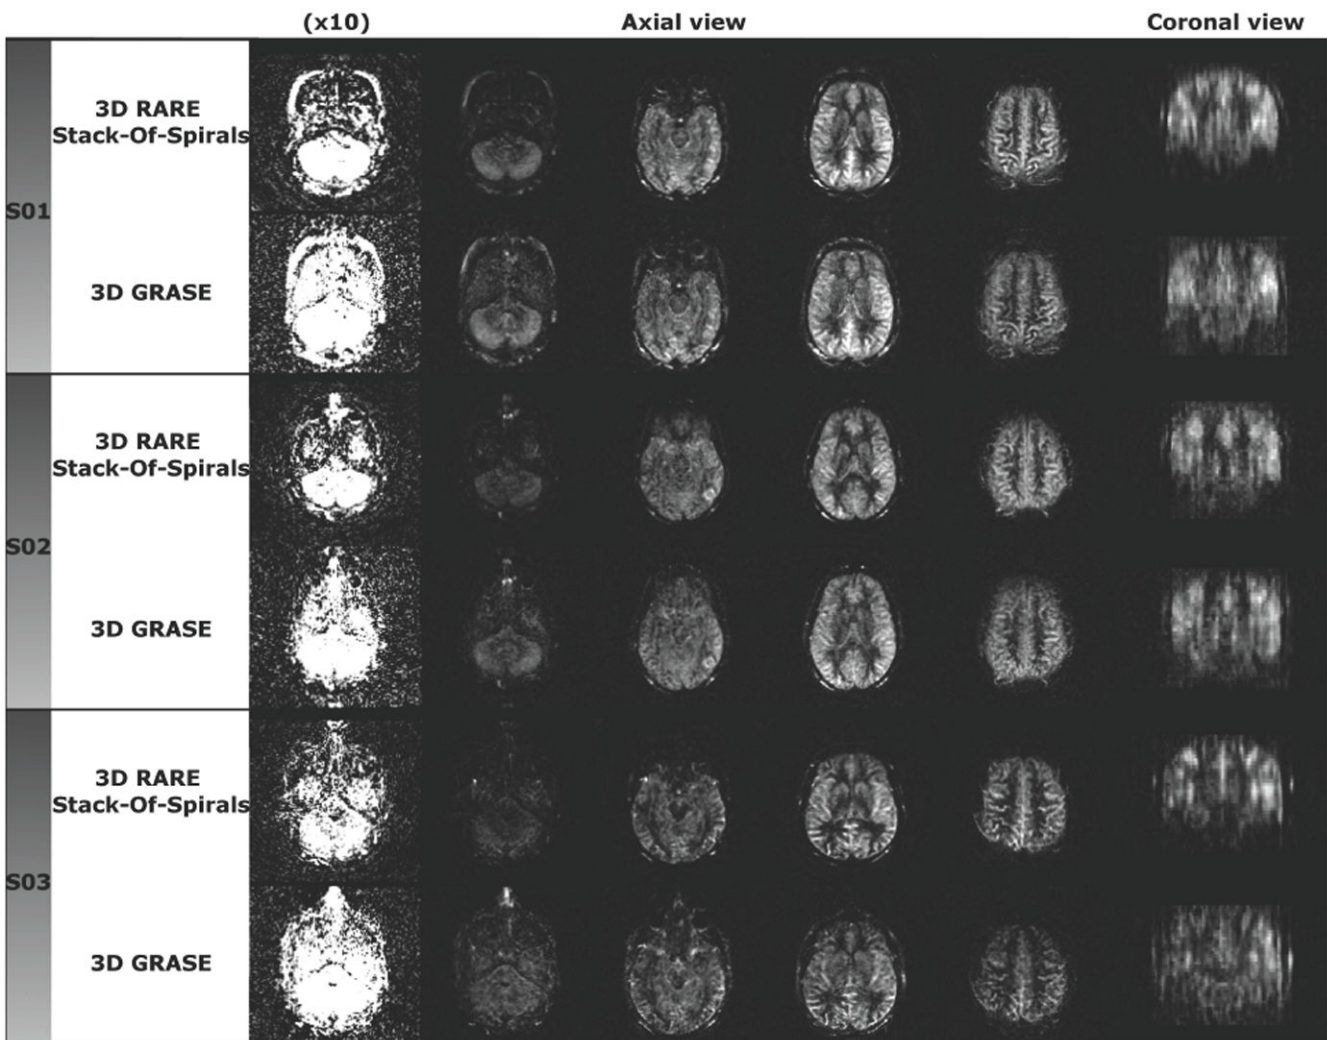 (x10) Axial view Coronal view
S01
3D RARE
Stack-Of-Spirals
3D GRASE
S02
3D RARE
Stack-Of-Spirals
3D GRASE
S03
3D RARE
Stack-Of-Spirals
3D GRASE